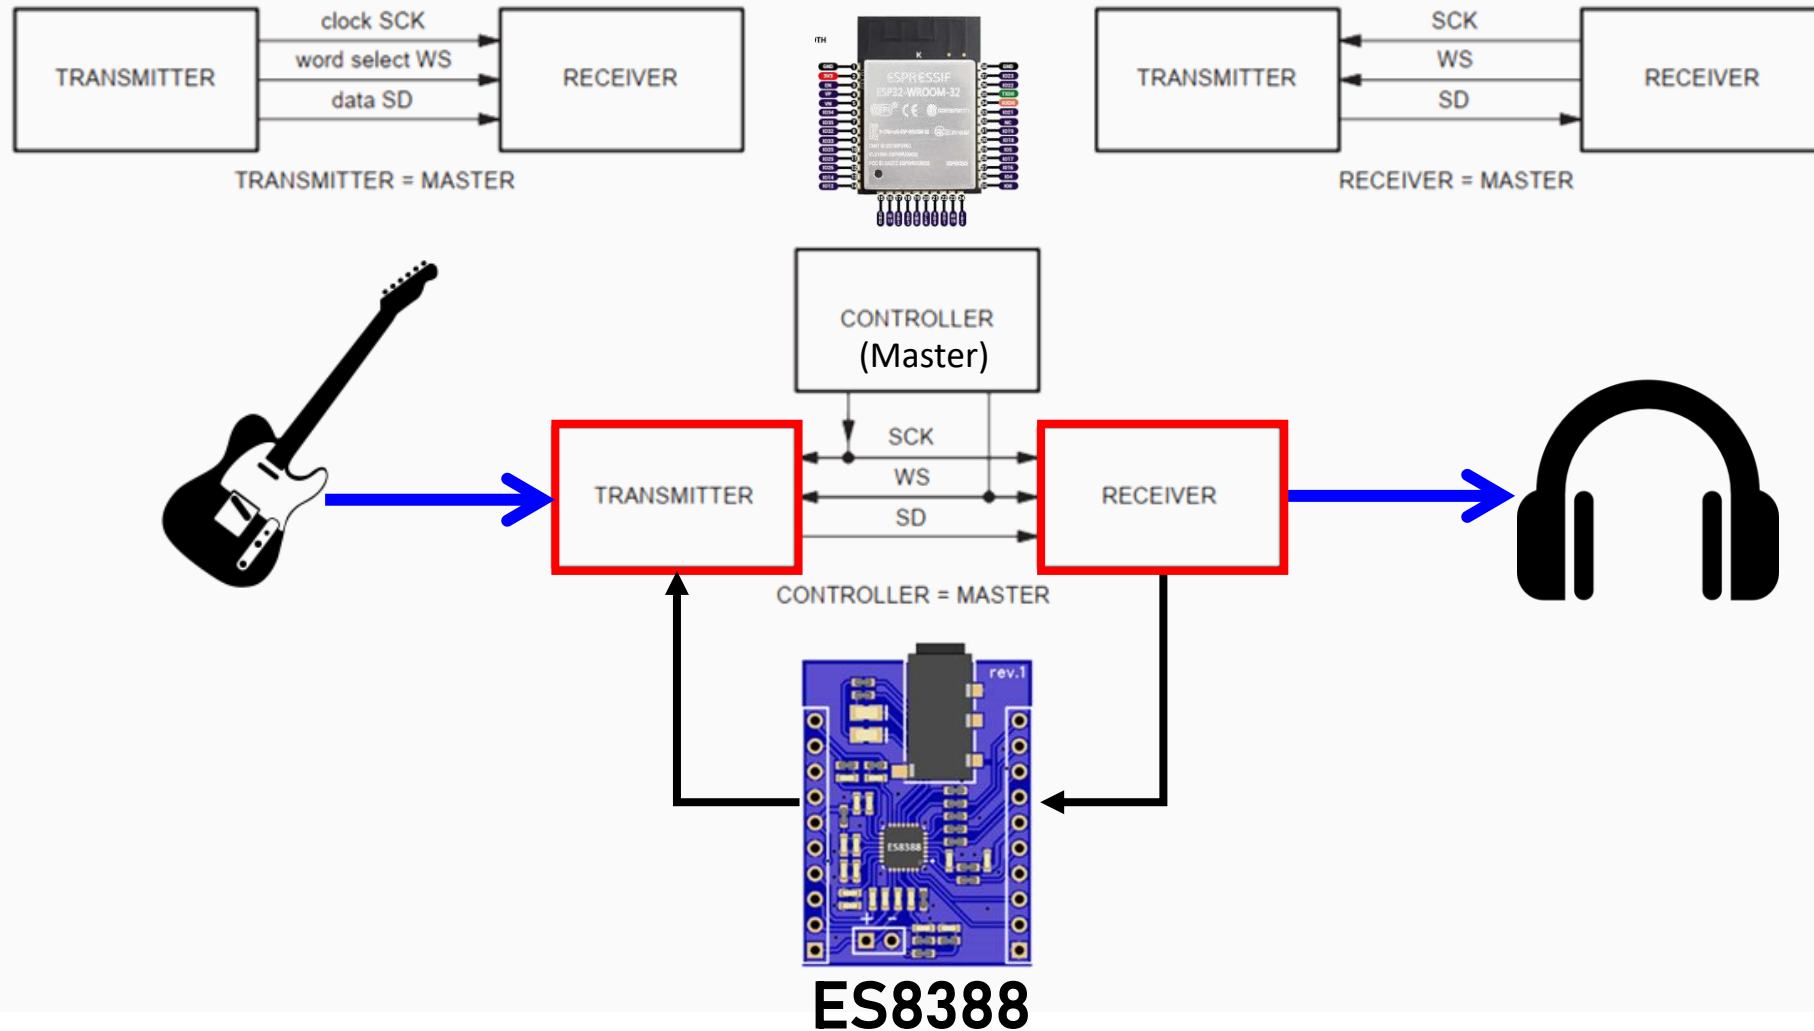 clock SCK
word select WS
data SD
TRANSMITTER
RECEIVER
TRANSMITTER = MASTER
ESPRESSIF
ESP32-WROOM-32
SCK
WS
SD
TRANSMITTER
RECEIVER
RECEIVER = MASTER
CONTROLLER
(Master)
SCK
WS
SD
TRANSMITTER
RECEIVER
CONTROLLER = MASTER
rev.1
ES8388
+ -
ES8388